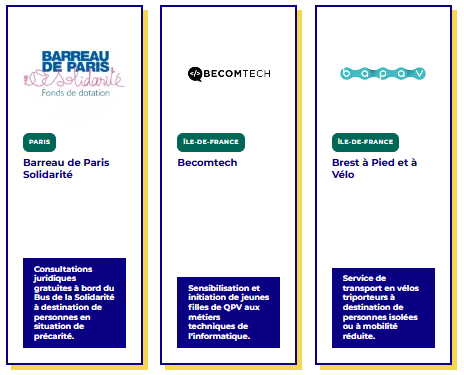 BARREAU
DE PARIS
Solidarité
Fonds de dotation
PARIS
Barreau de Paris
Solidarité
Consultations
juridiques
gratuites à bord du
Bus de la Solidarité
à destination de
personnes en
situation de
précarité.
</> BECOMTECH
ÎLE-DE-FRANCE
Becomtech
Sensibilisation et
initiation de jeunes
filles de QPV aux
métiers
techniques de
l'informatique.
bapav
ÎLE-DE-FRANCE
Brest à Pied et à
Vélo
Service de
transport en vélos
triporteurs à
destination de
personnes isolées
ou à mobilité
réduite.